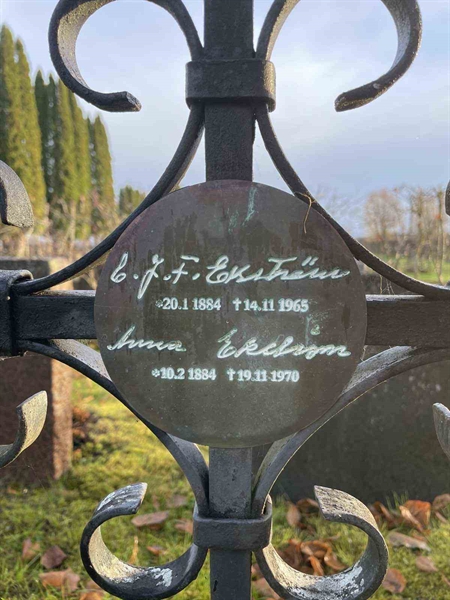 C. J. F. Ekström
*20.1 1884 †14.11 1965
Anna Ekström
*10.2 1884 †19.11 1970